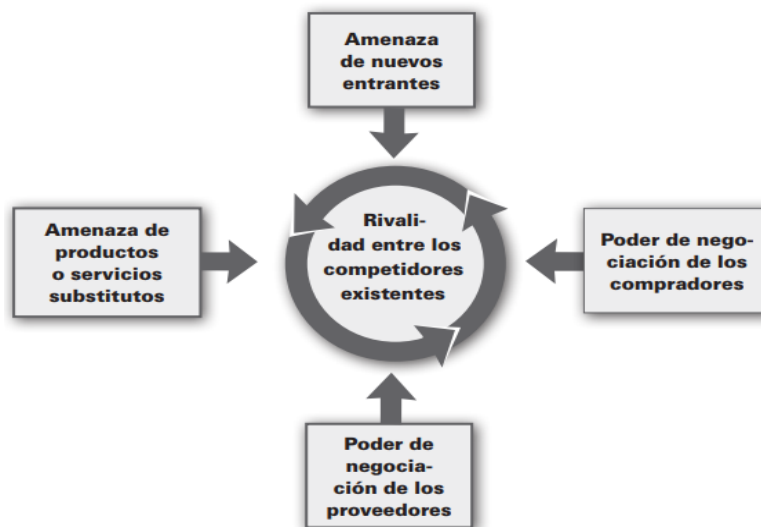 Amenaza
de nuevos
entrantes
Amenaza de
productos
o servicios
substitutos
Rivali-
dad entre los
competidores
existentes
Poder de nego-
ciación de los
compradores
Poder de
negocia-
ción de los
proveedores